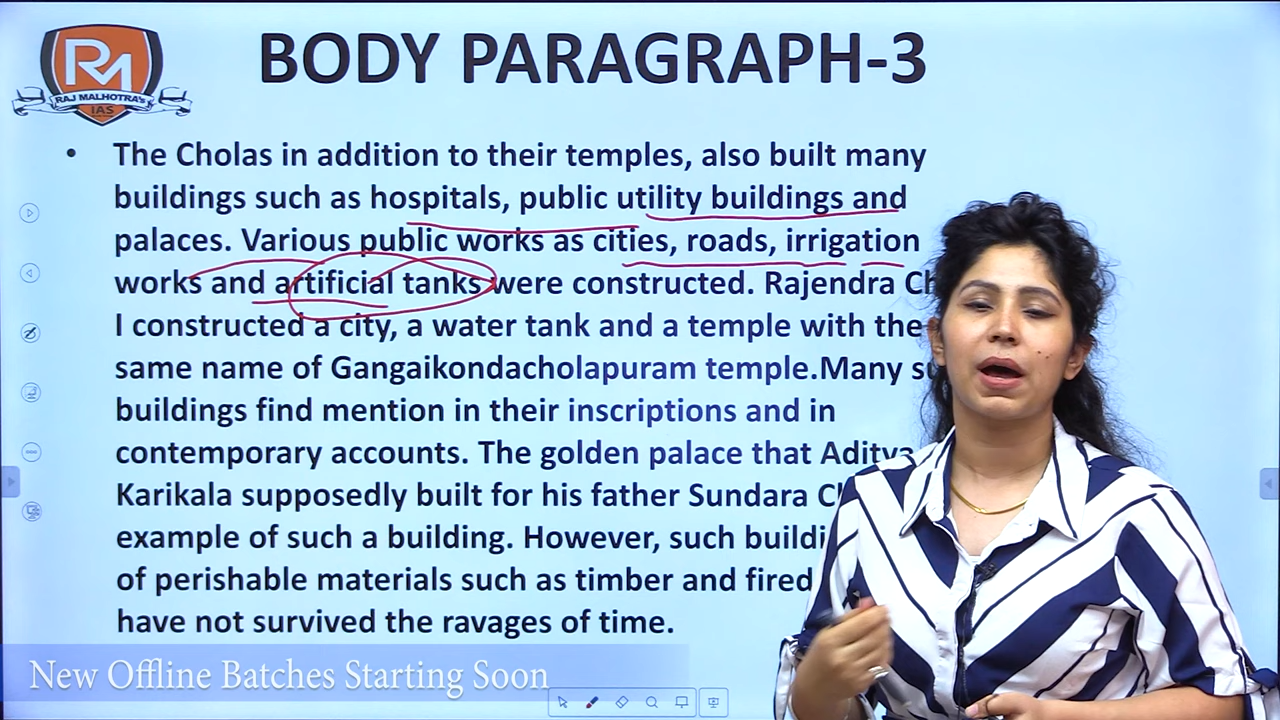 RM
RAJ MALHOTRA'S
IAS
BODY PARAGRAPH-3
• The Cholas in addition to their temples, also built many
buildings such as hospitals, public utility buildings and
palaces. Various public works as cities, roads, irrigation
works and artificial tanks were constructed. Rajendra
I constructed a city, a water tank and a temple with the
same name of Gangaikondacholapuram temple.Many
buildings find mention in their inscriptions and in
contemporary accounts. The golden palace that Aditya
Karikala supposedly built for his father Sundara
example of such a building. However, such
of perishable materials such as timber and fired
have not survived the ravages of time.
New Offline Batches Starting Soon